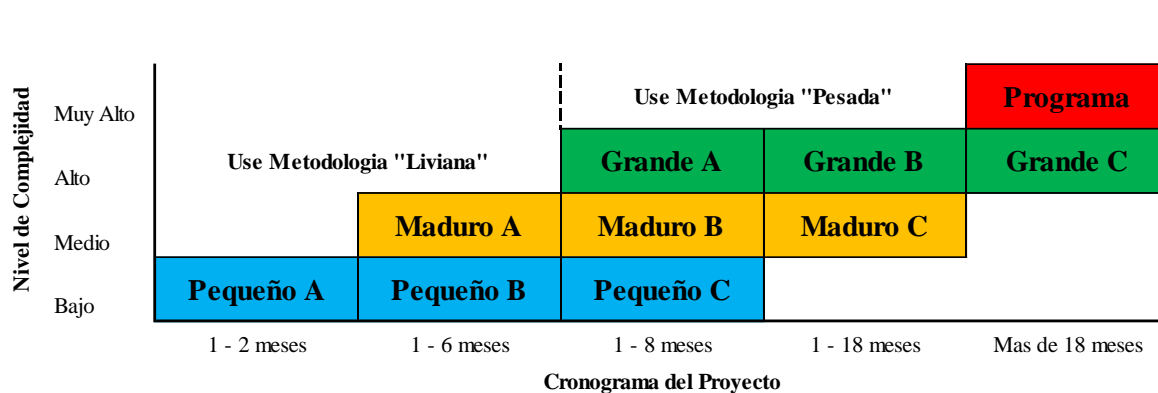 Nivel de Complejidad
Muy Alto
Use Metodologia "Pesada"
Programa
Alto
Use Metodologia "Liviana"
Grande A
Grande B
Grande C
Medio
Maduro A
Maduro B
Maduro C
Bajo
Pequeño A
Pequeño B
Pequeño C
1 - 2 meses
1 - 6 meses
1 - 8 meses
1 - 18 meses
Mas de 18 meses
Cronograma del Proyecto